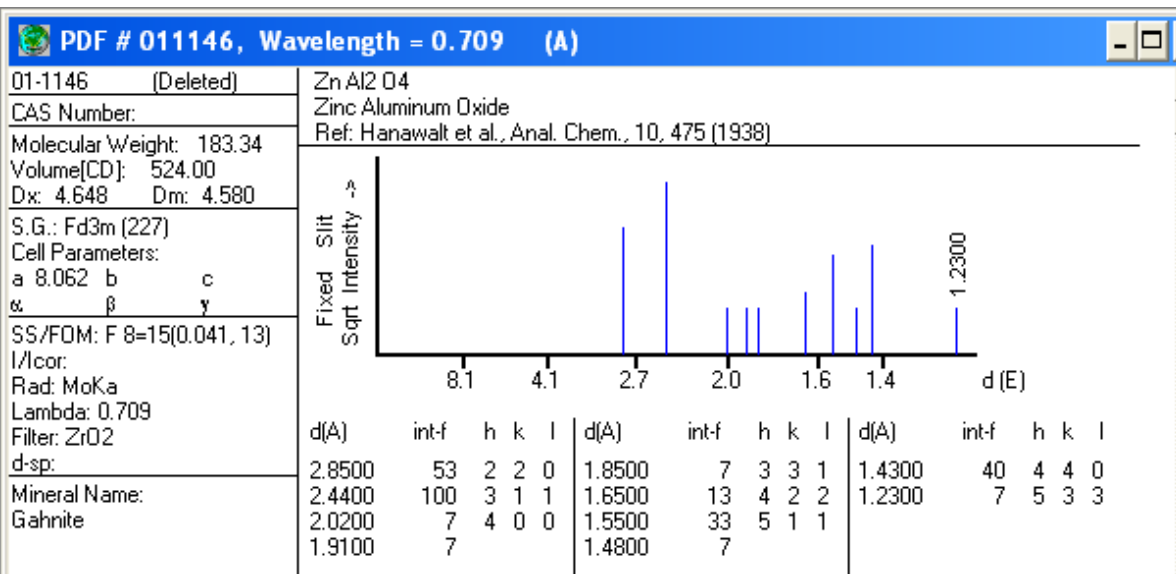 PDF # 011146, Wavelength = 0.709 (A)
01-1146 (Deleted)
CAS Number:
Molecular Weight: 183.34
Volume[CD]: 524.00
Dx: 4.648 Dm: 4.580
S.G.: Fd3m (227)
Cell Parameters:
a 8.062 b c
α β γ
SS/FOM: F 8=15(0.041, 13)
I/Icor:
Rad: MoKa
Lambda: 0.709
Filter: ZrO2
d-sp:
Mineral Name:
Gahnite
Zn Al2 O4
Zinc Aluminum Oxide
Ref: Hanawalt et al., Anal. Chem., 10, 475 (1938)
Fixed Slit
Sqrt Intensity ->
1.2300
8.1 4.1 2.7 2.0 1.6 1.4 d (E)
d(A) int-f h k l d(A) int-f h k l d(A) int-f h k l
2.8500 53 2 2 0 1.8500 7 3 3 1 1.4300 40 4 4 0
2.4400 100 3 1 1 1.6500 13 4 2 2 1.2300 7 5 3 3
2.0200 7 4 0 0 1.5500 33 5 1 1
1.9100 7 1.4800 7